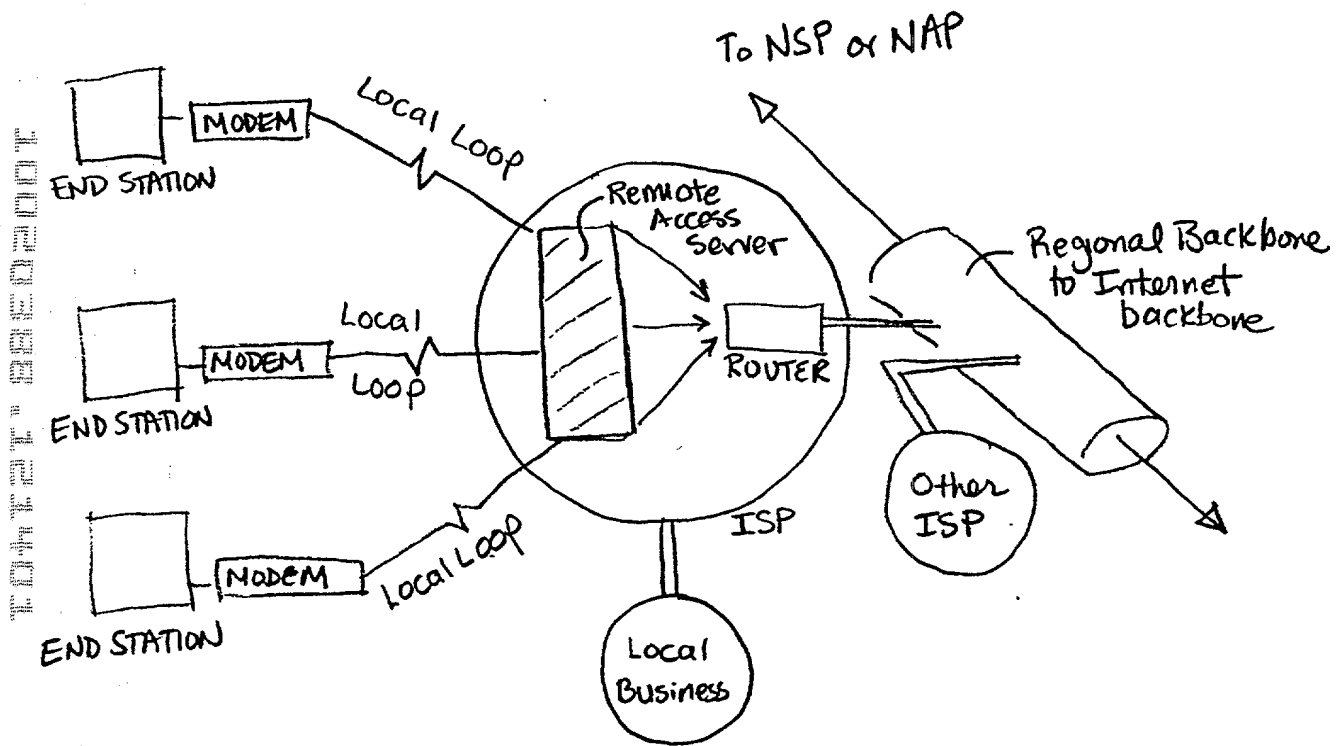 To NSP or NAP
MODEM
END STATION
Local Loop
Remote
Access
Server
Regional Backbone
to Internet
backbone
MODEM
END STATION
Local
Loop
ROUTER
Other
ISP
ISP
MODEM
END STATION
Local Loop
Local
Business